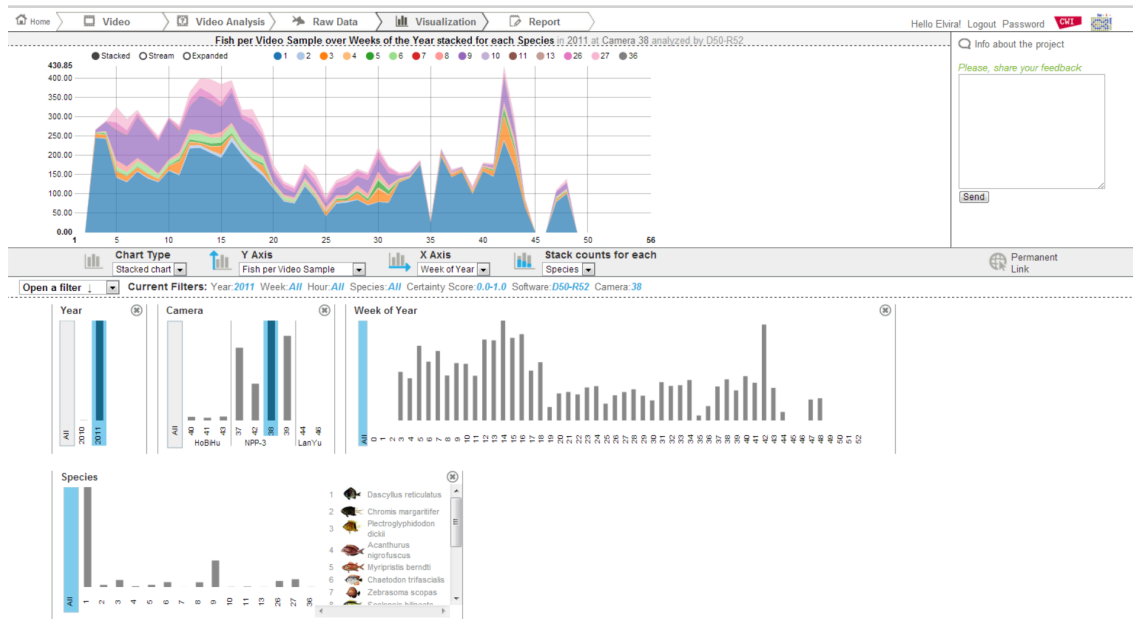 Home Video Video Analysis Raw Data Visualization Report Hello Elvira! Logout Password CWI
Fish per Video Sample over Weeks of the Year stacked for each Species in 2011 at Camera 38 analyzed by D50-R52
Stacked Stream Expanded 1 2 3 4 5 6 7 8 9 10 11 13 26 27 36
Info about the project
Please, share your feedback
Send
430.85
400.00
350.00
300.00
250.00
200.00
150.00
100.00
50.00
0.00
1 5 10 15 20 25 30 35 40 45 50 56
Chart Type Y Axis X Axis Stack counts for each
Stacked chart Fish per Video Sample Week of Year Species
Permanent
Link
Open a filter ↓ Current Filters: Year:2011 Week:All Hour:All Species:All Certainty Score:0.0-1.0 Software:D50-R52 Camera:38
Year Camera Week of Year
All 2010 2011
All 40 41 43 37 42 38 39 44 46
HoBiHu NPP-3 LanYu
All 0 1 2 3 4 5 6 7 8 9 10 11 12 13 14 15 16 17 18 19 20 21 22 23 24 25 26 27 28 29 30 31 32 33 34 35 36 37 38 39 40 41 42 43 44 45 46 47 48 49 50 51 52
Species
All 1 2 3 4 5 6 7 8 9 10 11 13 26 27 36
1 Dascyllus reticulatus
2 Chromis margaritifer
3 Plectroglyphidodon
dickii
4 Acanthurus
nigrofuscus
5 Myripristis berndti
6 Chaetodon trifascialis
7 Zebrasoma scopas